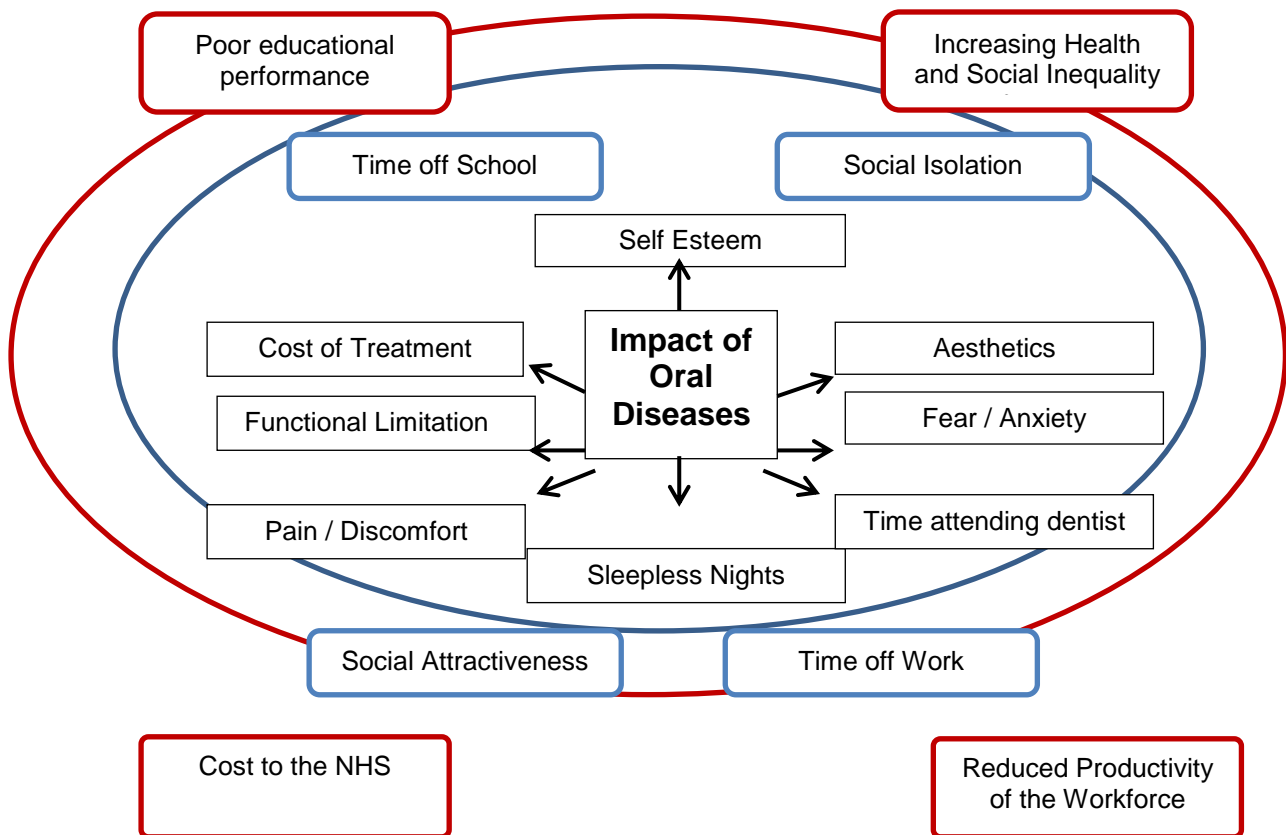 Poor educational
performance
Increasing Health
and Social Inequality
Time off School
Social Isolation
Self Esteem
Cost of Treatment
Impact of
Oral
Diseases
Aesthetics
Functional Limitation
Fear / Anxiety
Pain / Discomfort
Time attending dentist
Sleepless Nights
Social Attractiveness
Time off Work
Cost to the NHS
Reduced Productivity
of the Workforce